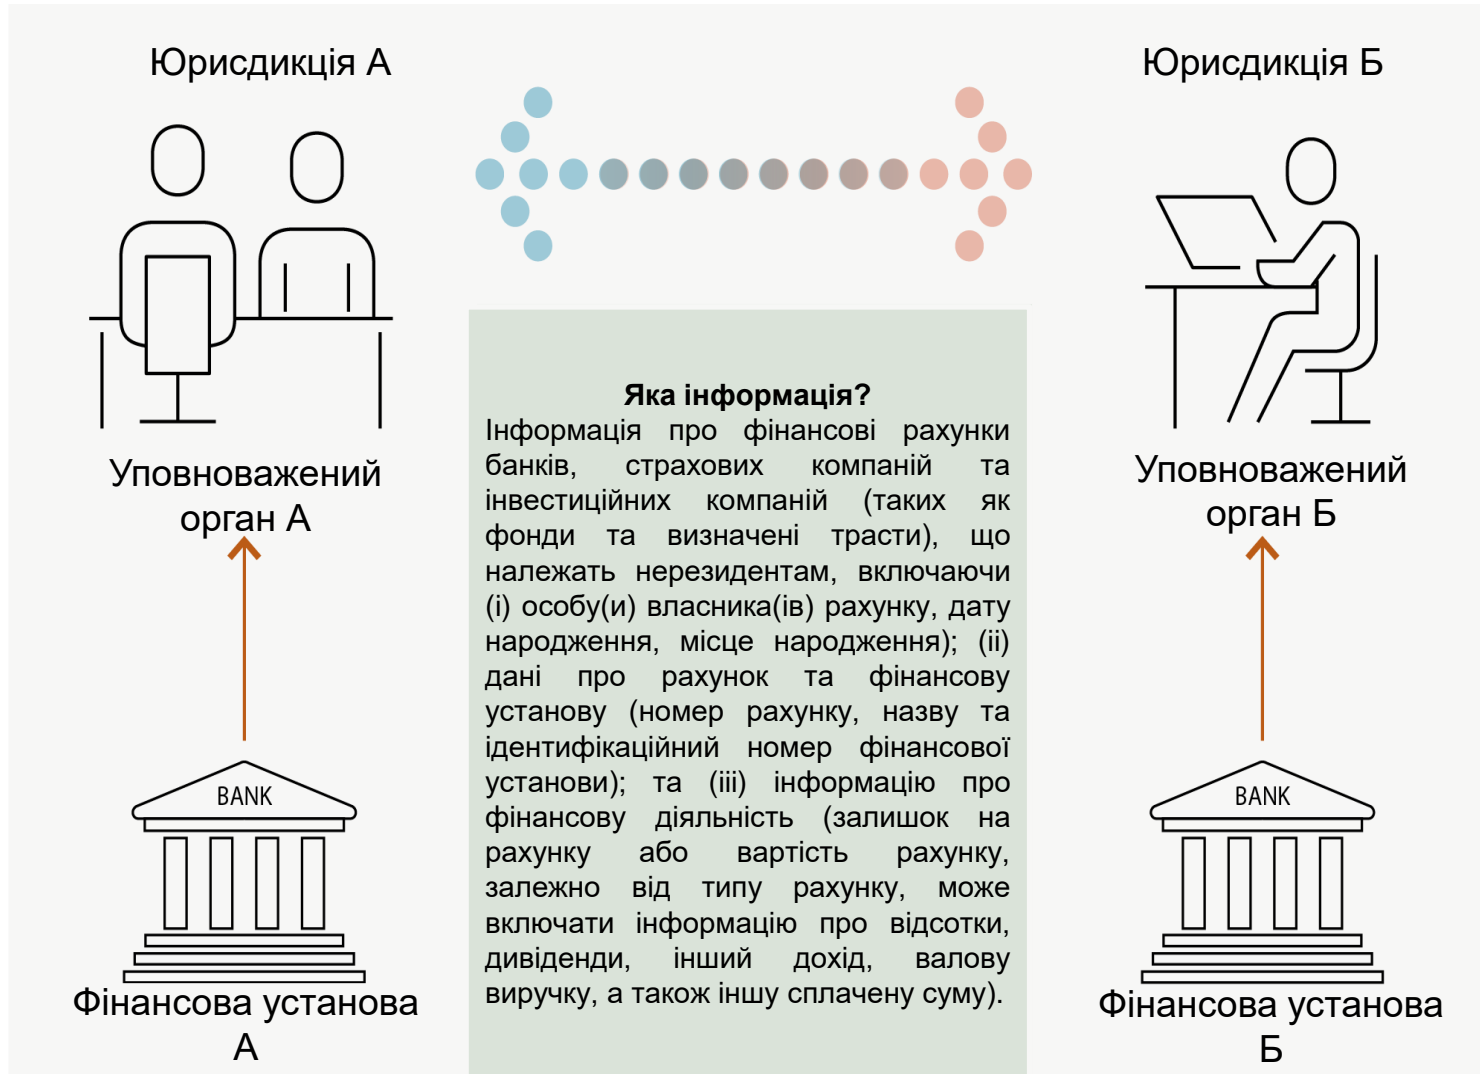 Юрисдикція А
Юрисдикція Б
Уповноважений
орган А
Уповноважений
орган Б
Яка інформація?
Інформація про фінансові рахунки
банків, страхових компаній та
інвестиційних компаній (таких як
фонди та визначені трасти), що
належать нерезидентам, включаючи
(і) особу(и) власника(ів) рахунку, дату
народження, місце народження); (іі)
дані про рахунок та фінансову
установу (номер рахунку, назву та
ідентифікаційний номер фінансової
установи); та (ііі) інформацію про
фінансову діяльність (залишок на
рахунку або вартість рахунку,
залежно від типу рахунку, може
включати інформацію про відсотки,
дивіденди, інший дохід, валову
виручку, а також іншу сплачену суму).
BANK
BANK
Фінансова установа
А
Фінансова установа
Б